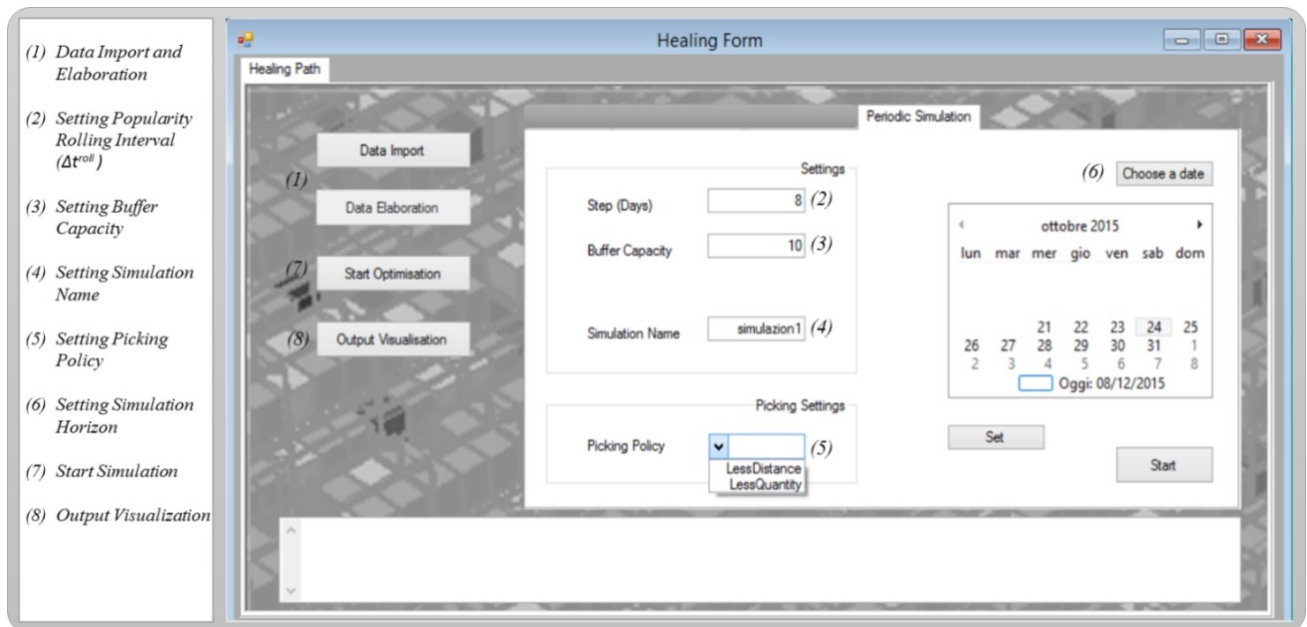 (1) Data Import and
Elaboration
(2) Setting Popularity
Rolling Interval
(Δt^roll)
(3) Setting Buffer
Capacity
(4) Setting Simulation
Name
(5) Setting Picking
Policy
(6) Setting Simulation
Horizon
(7) Start Simulation
(8) Output Visualization
Healing Form
Healing Path
Periodic Simulation
(1)
Data Import
Data Elaboration
(7) Start Optimisation
(8) Output Visualisation
Settings
Step (Days) 8 (2)
Buffer Capacity 10 (3)
Simulation Name simulazion1 (4)
Picking Settings
Picking Policy (5)
LessDistance
LessQuantity
(6) Choose a date
ottobre 2015
lun mar mer gio ven sab dom
21 22 23 24 25
26 27 28 29 30 31 1
2 3 4 5 6 7 8
Oggi: 08/12/2015
Set
Start